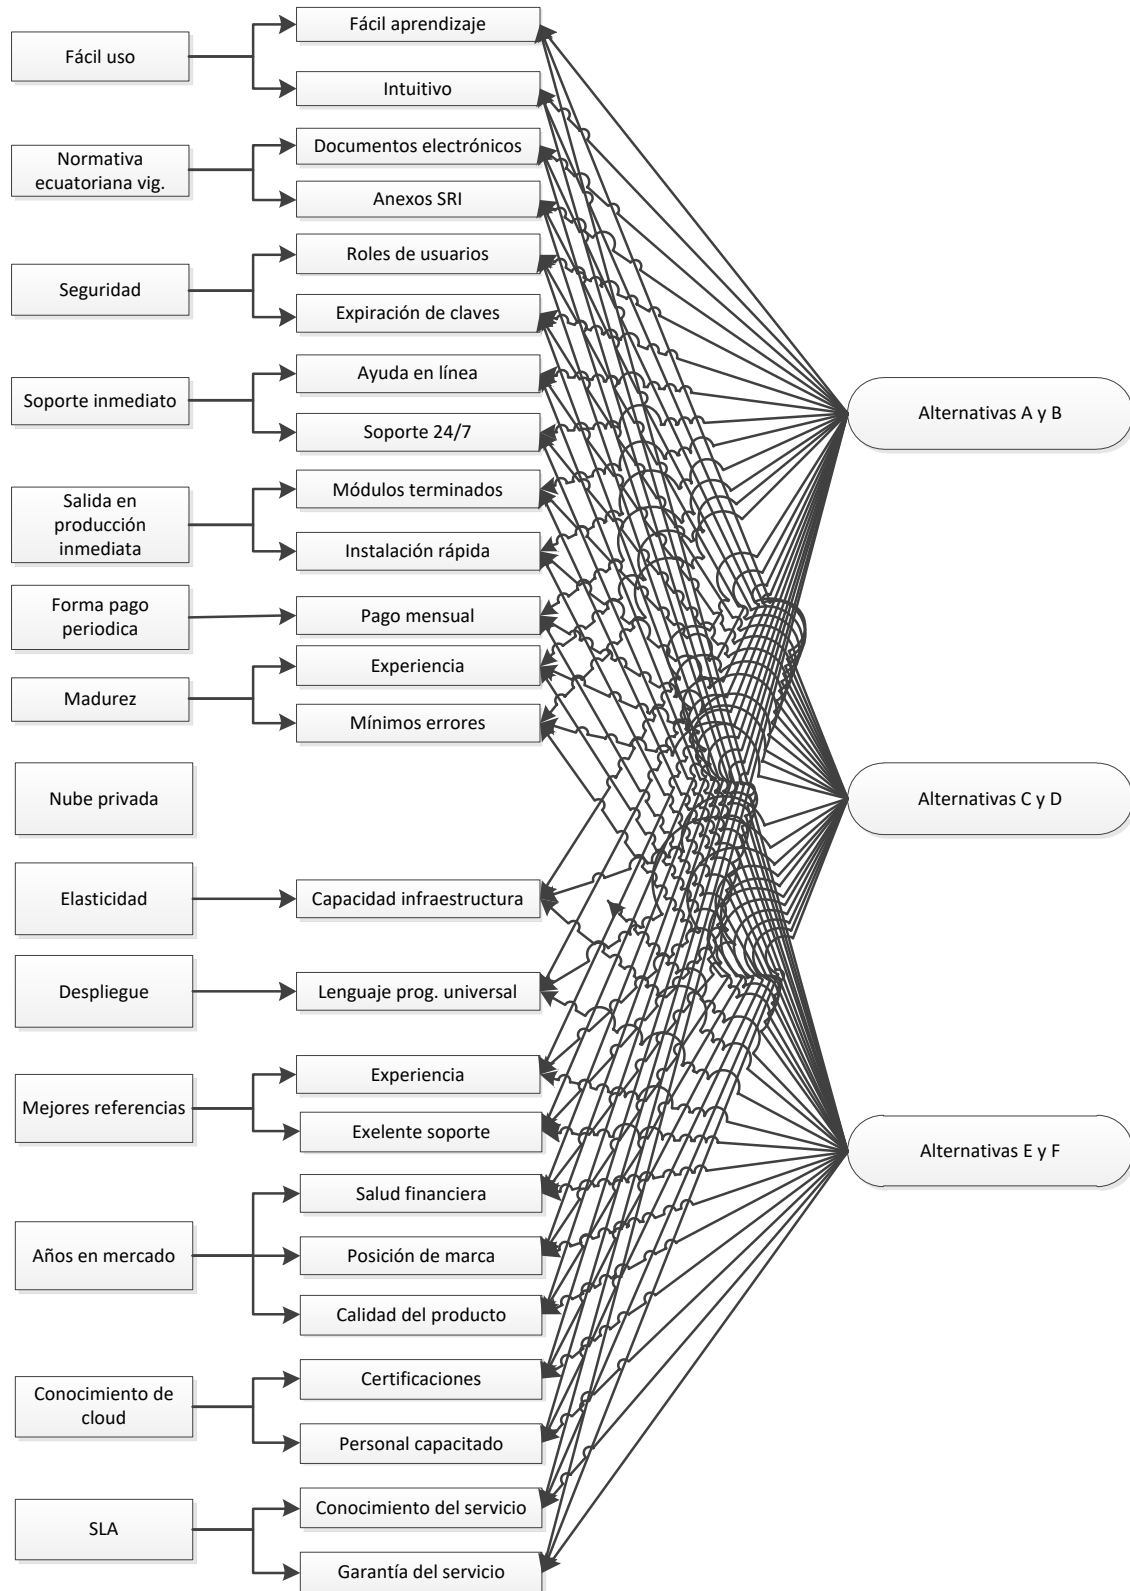 Fácil uso
Fácil aprendizaje
Intuitivo
Normativa
ecuatoriana vig.
Documentos electrónicos
Anexos SRI
Seguridad
Roles de usuarios
Expiración de claves
Soporte inmediato
Ayuda en línea
Soporte 24/7
Salida en
producción
inmediata
Módulos terminados
Instalación rápida
Forma pago
periodica
Pago mensual
Madurez
Experiencia
Mínimos errores
Nube privada
Elasticidad
Capacidad infraestructura
Despliegue
Lenguaje prog. universal
Mejores referencias
Experiencia
Exelente soporte
Años en mercado
Salud financiera
Posición de marca
Calidad del producto
Conocimiento de
cloud
Certificaciones
Personal capacitado
SLA
Conocimiento del servicio
Garantía del servicio
Alternativas A y B
Alternativas C y D
Alternativas E y F